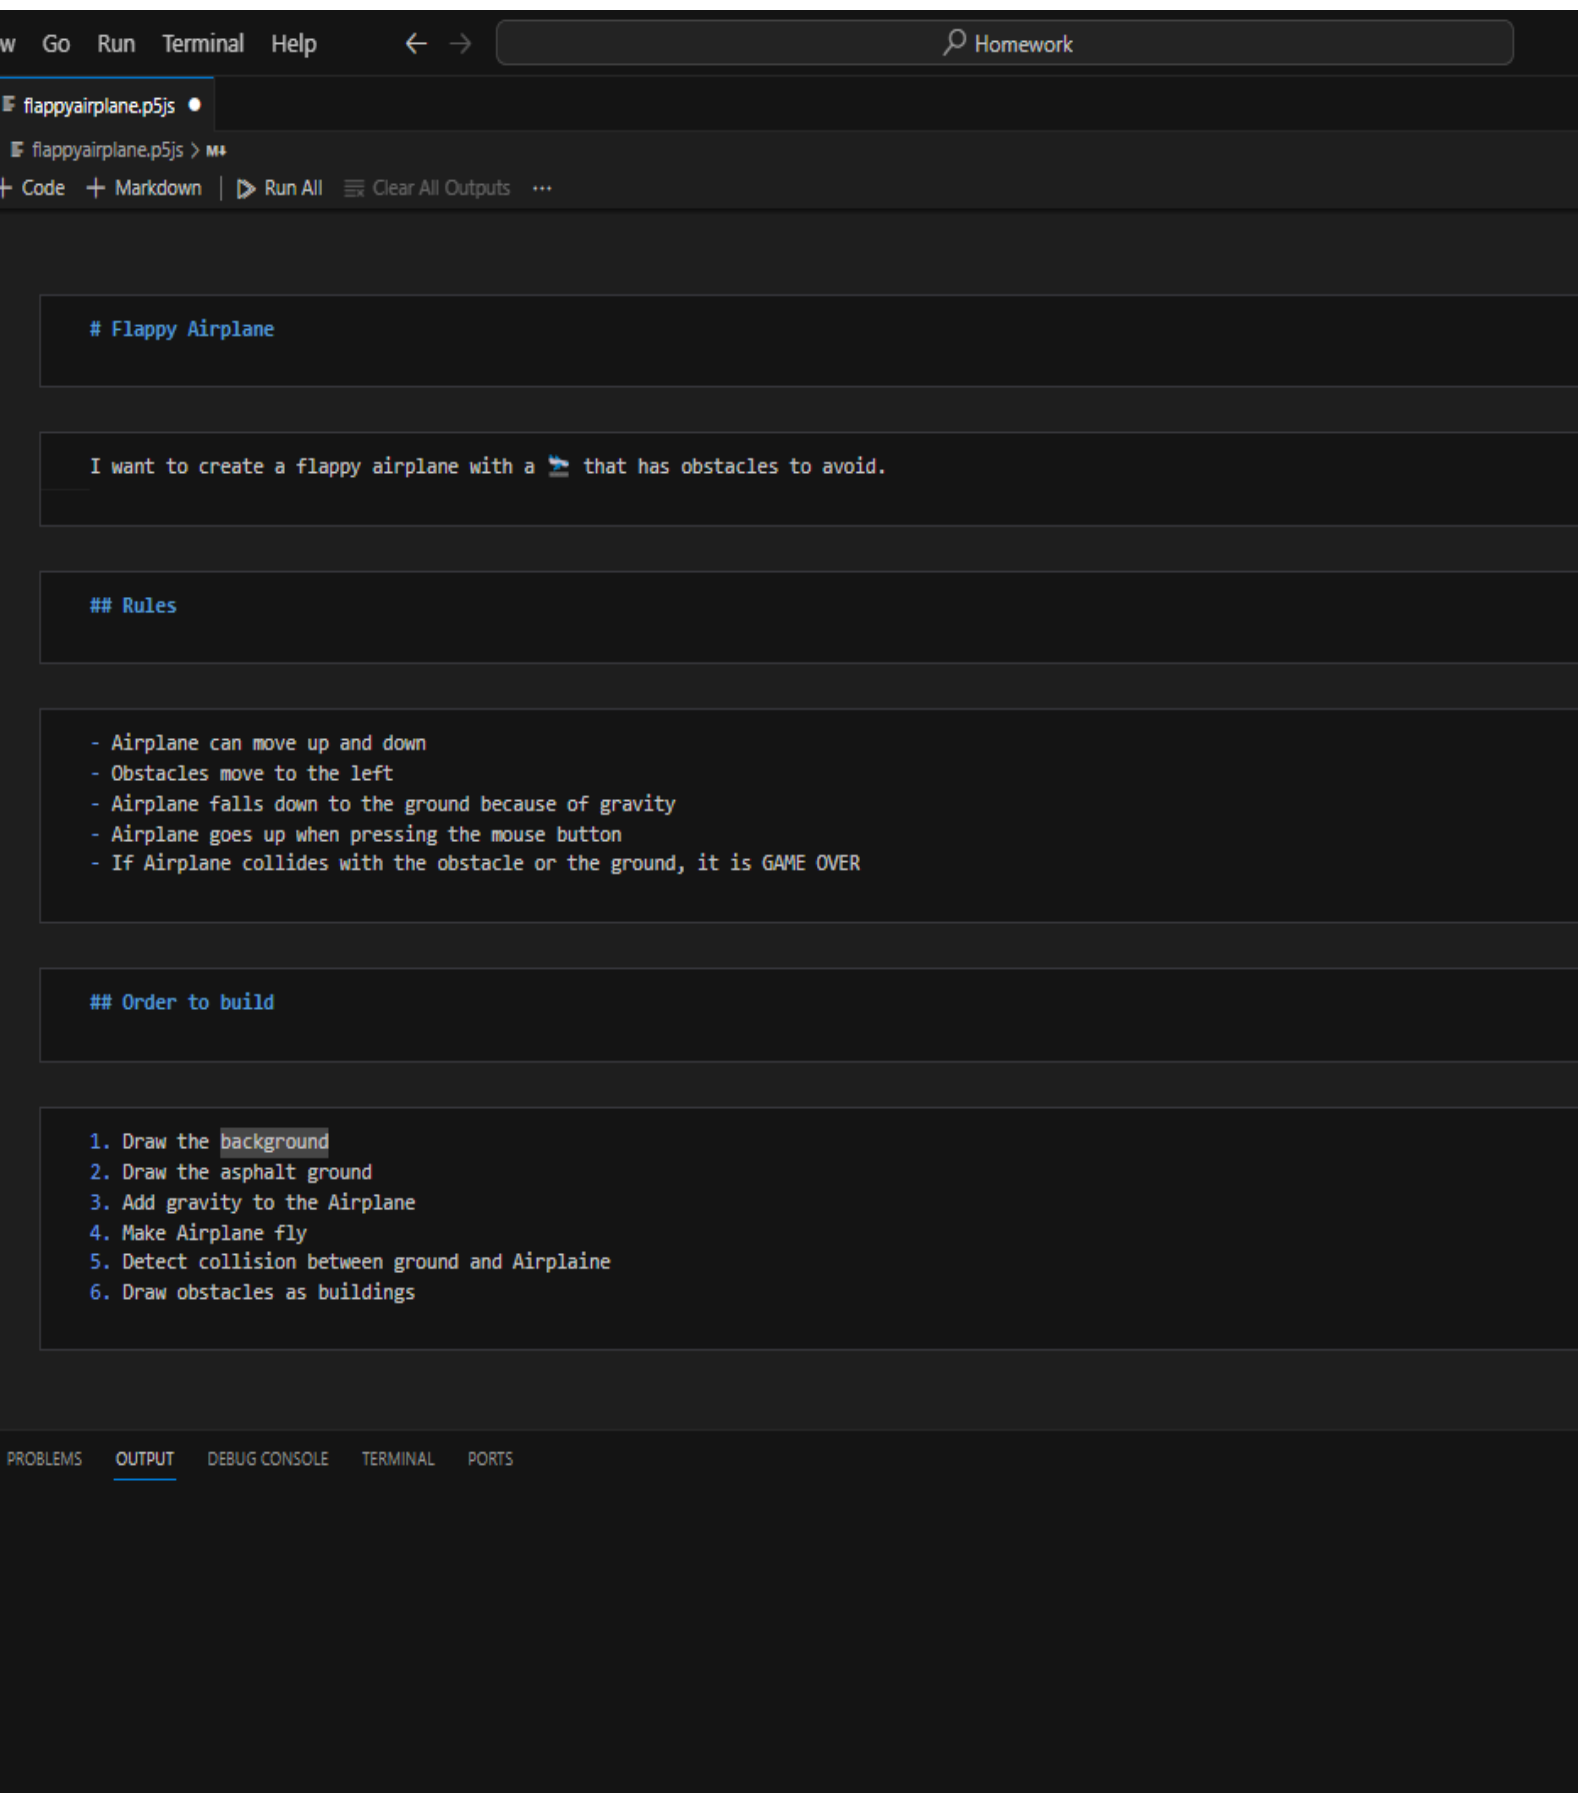 w Go Run Terminal Help ← → Homework
flappyairplane.p5js ●
flappyairplane.p5js > M↓
+ Code + Markdown | Run All Clear All Outputs ...
# Flappy Airplane
I want to create a flappy airplane with a 🛬 that has obstacles to avoid.
## Rules
- Airplane can move up and down
- Obstacles move to the left
- Airplane falls down to the ground because of gravity
- Airplane goes up when pressing the mouse button
- If Airplane collides with the obstacle or the ground, it is GAME OVER
## Order to build
1. Draw the background
2. Draw the asphalt ground
3. Add gravity to the Airplane
4. Make Airplane fly
5. Detect collision between ground and Airplaine
6. Draw obstacles as buildings
PROBLEMS OUTPUT DEBUG CONSOLE TERMINAL PORTS